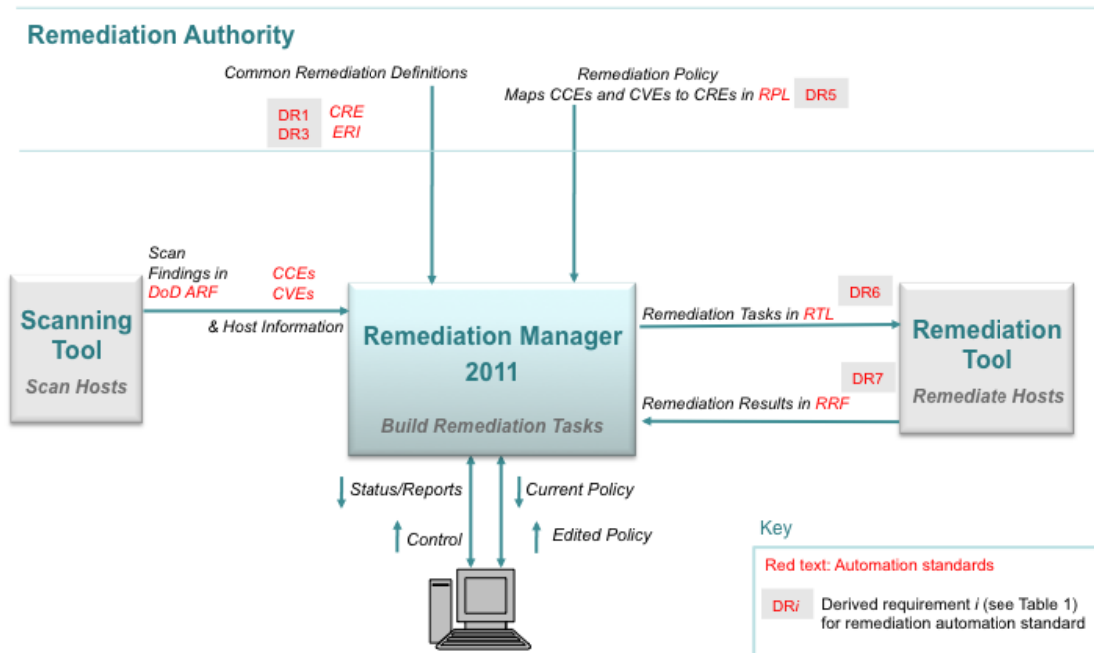 Remediation Authority
Common Remediation Definitions
DR1 CRE
DR3 ERI
Remediation Policy
Maps CCEs and CVEs to CREs in RPL DR5
Scan
Findings in CCEs
DoD ARF CVEs
& Host Information
Scanning
Tool
Scan Hosts
Remediation Manager
2011
Build Remediation Tasks
DR6
Remediation Tasks in RTL
DR7
Remediation Results in RRF
Remediation
Tool
Remediate Hosts
Status/Reports
Current Policy
Control
Edited Policy
Key
Red text: Automation standards
DRi Derived requirement i (see Table 1)
for remediation automation standard